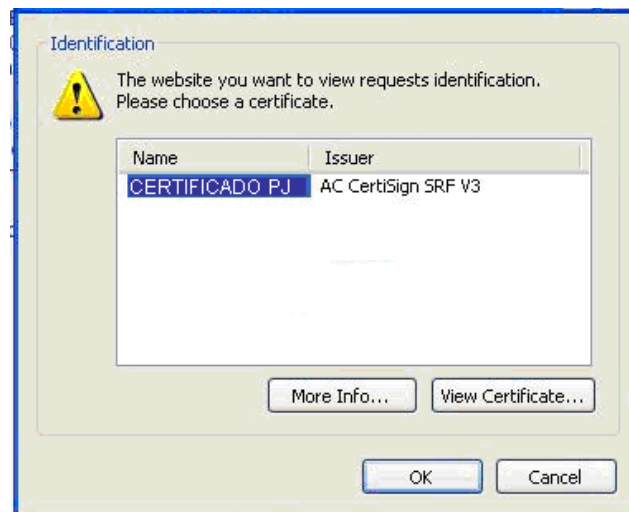 Identification
The website you want to view requests identification.
Please choose a certificate.
Name Issuer
CERTIFICADO PJ AC CertiSign SRF V3
More Info... View Certificate...
OK Cancel